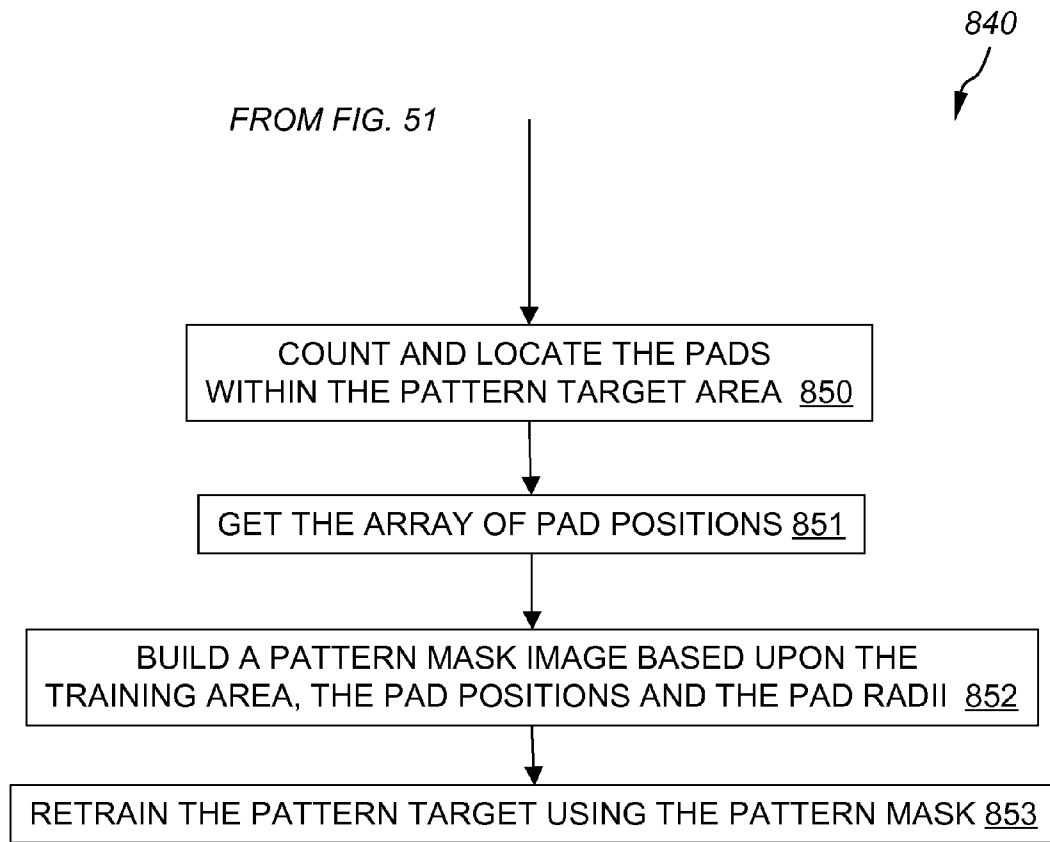 840
FROM FIG. 51
COUNT AND LOCATE THE PADS
WITHIN THE PATTERN TARGET AREA 850
GET THE ARRAY OF PAD POSITIONS 851
BUILD A PATTERN MASK IMAGE BASED UPON THE
TRAINING AREA, THE PAD POSITIONS AND THE PAD RADII 852
RETRAIN THE PATTERN TARGET USING THE PATTERN MASK 853